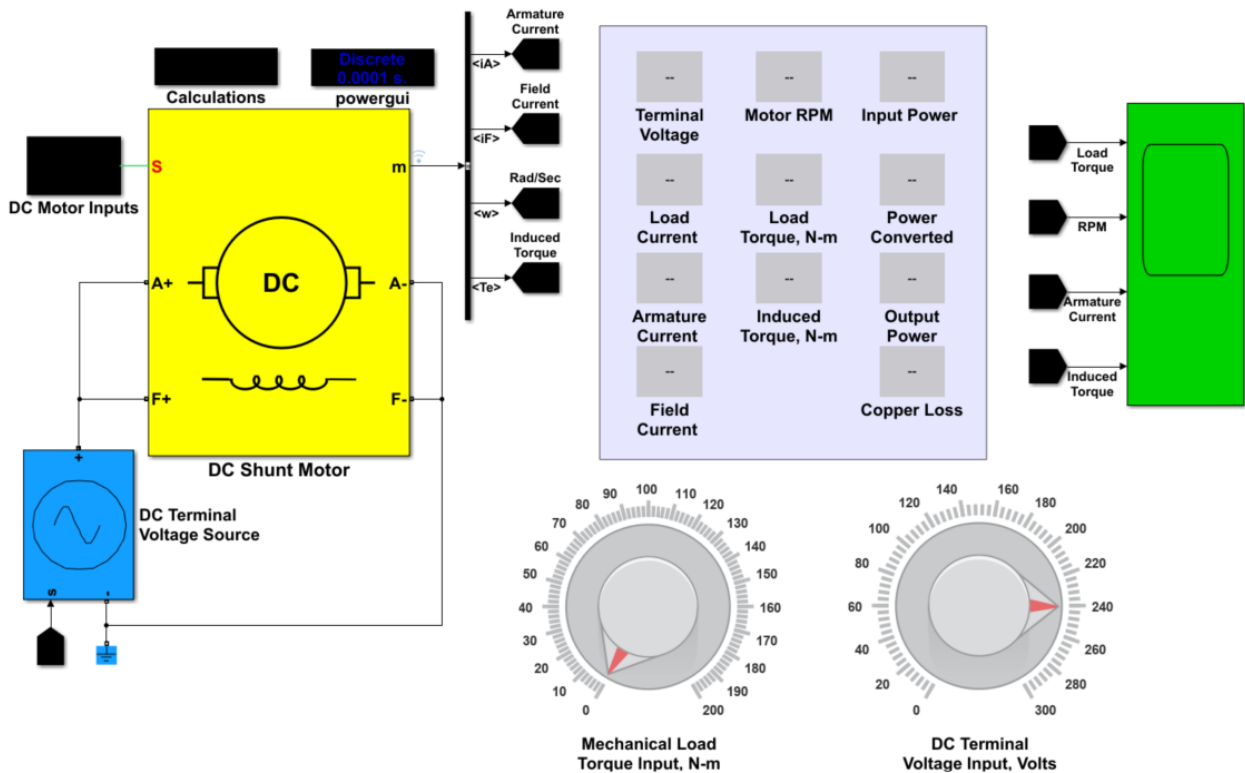 Armature
Current
<iA>
Discrete
0.0001 s.
powergui
Calculations
Field
Current
<iF>
S
m
DC Motor Inputs
Rad/Sec
<w>
Induced
Torque
<Te>
A+
DC
A-
F+
F-
DC Shunt Motor
+
DC Terminal
Voltage Source
s
-
--
Terminal
Voltage
--
Motor RPM
--
Input Power
--
Load
Current
--
Load
Torque, N-m
--
Power
Converted
--
Armature
Current
--
Induced
Torque, N-m
--
Output
Power
--
Field
Current
--
Copper Loss
Load
Torque
RPM
Armature
Current
Induced
Torque
0
10
20
30
40
50
60
70
80
90
100
110
120
130
140
150
160
170
180
190
200
Mechanical Load
Torque Input, N-m
0
20
40
60
80
100
120
140
160
180
200
220
240
260
280
300
DC Terminal
Voltage Input, Volts